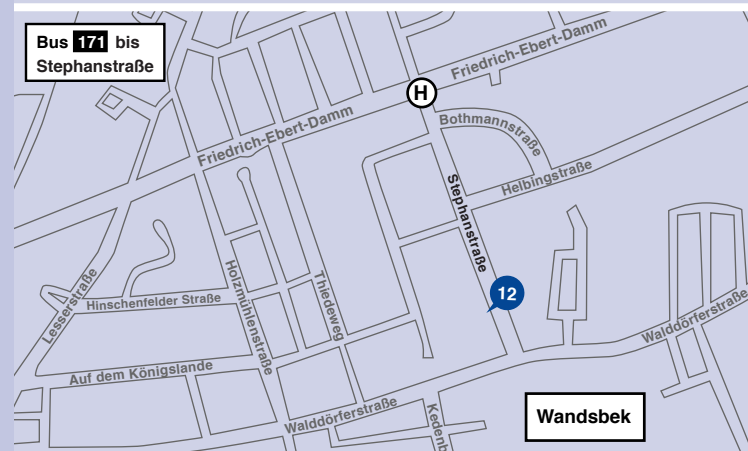 Bus 171 bis
Stephanstraße
Friedrich-Ebert-Damm
H
Friedrich-Ebert-Damm
Bothmannstraße
Helbingstraße
Stephanstraße
12
Lesserstraße
Hinschenfelder Straße
Holzmühlenstraße
Thiedeweg
Walddörferstraße
Auf dem Königslande
Walddörferstraße
Kedenb
Wandsbek